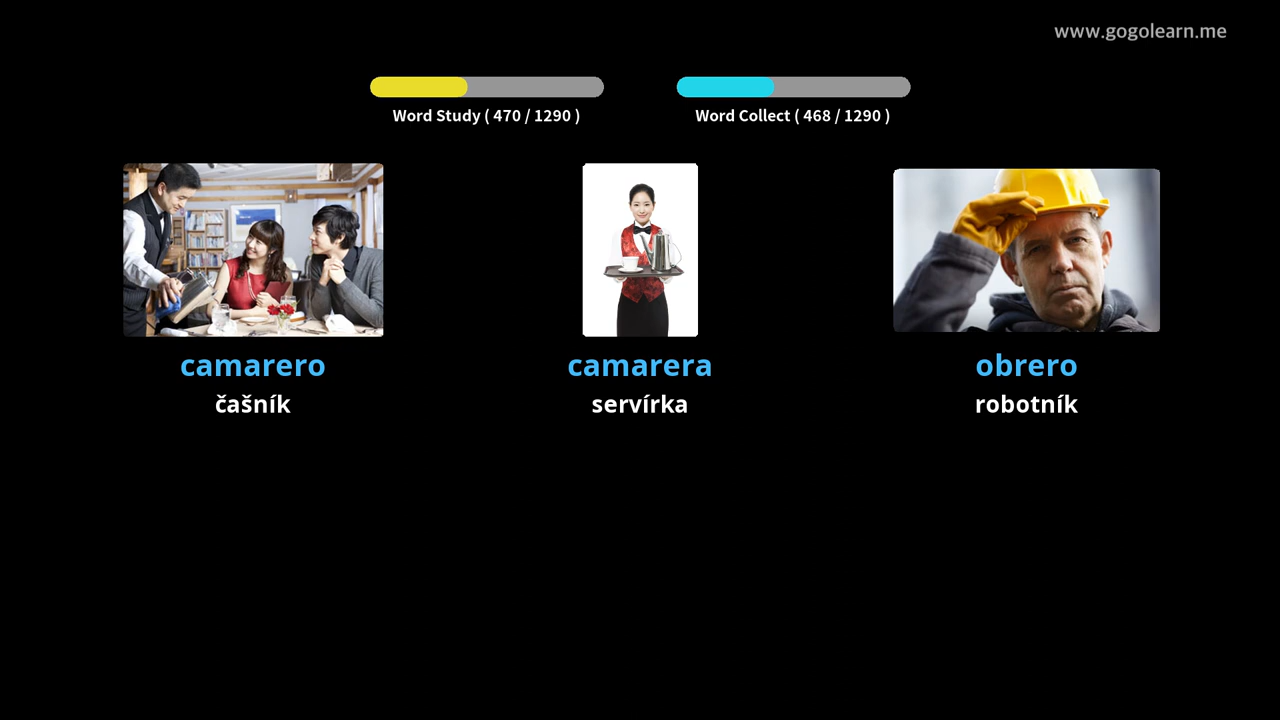 www.gogolearn.me
Word Study ( 470 / 1290 )
Word Collect ( 468 / 1290 )
camarero
čašník
camarera
servírka
obrero
robotník